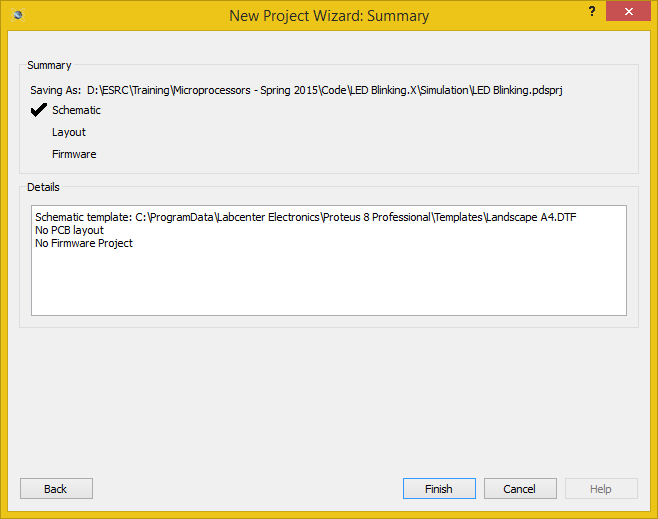 New Project Wizard: Summary
?
Summary
Saving As: D:\ESRC\Training\Microprocessors - Spring 2015\Code\LED Blinking.X\Simulation\LED Blinking.pdsprj
Schematic
Layout
Firmware
Details
Schematic template: C:\ProgramData\Labcenter Electronics\Proteus 8 Professional\Templates\Landscape A4.DTF
No PCB layout
No Firmware Project
Back Finish Cancel Help